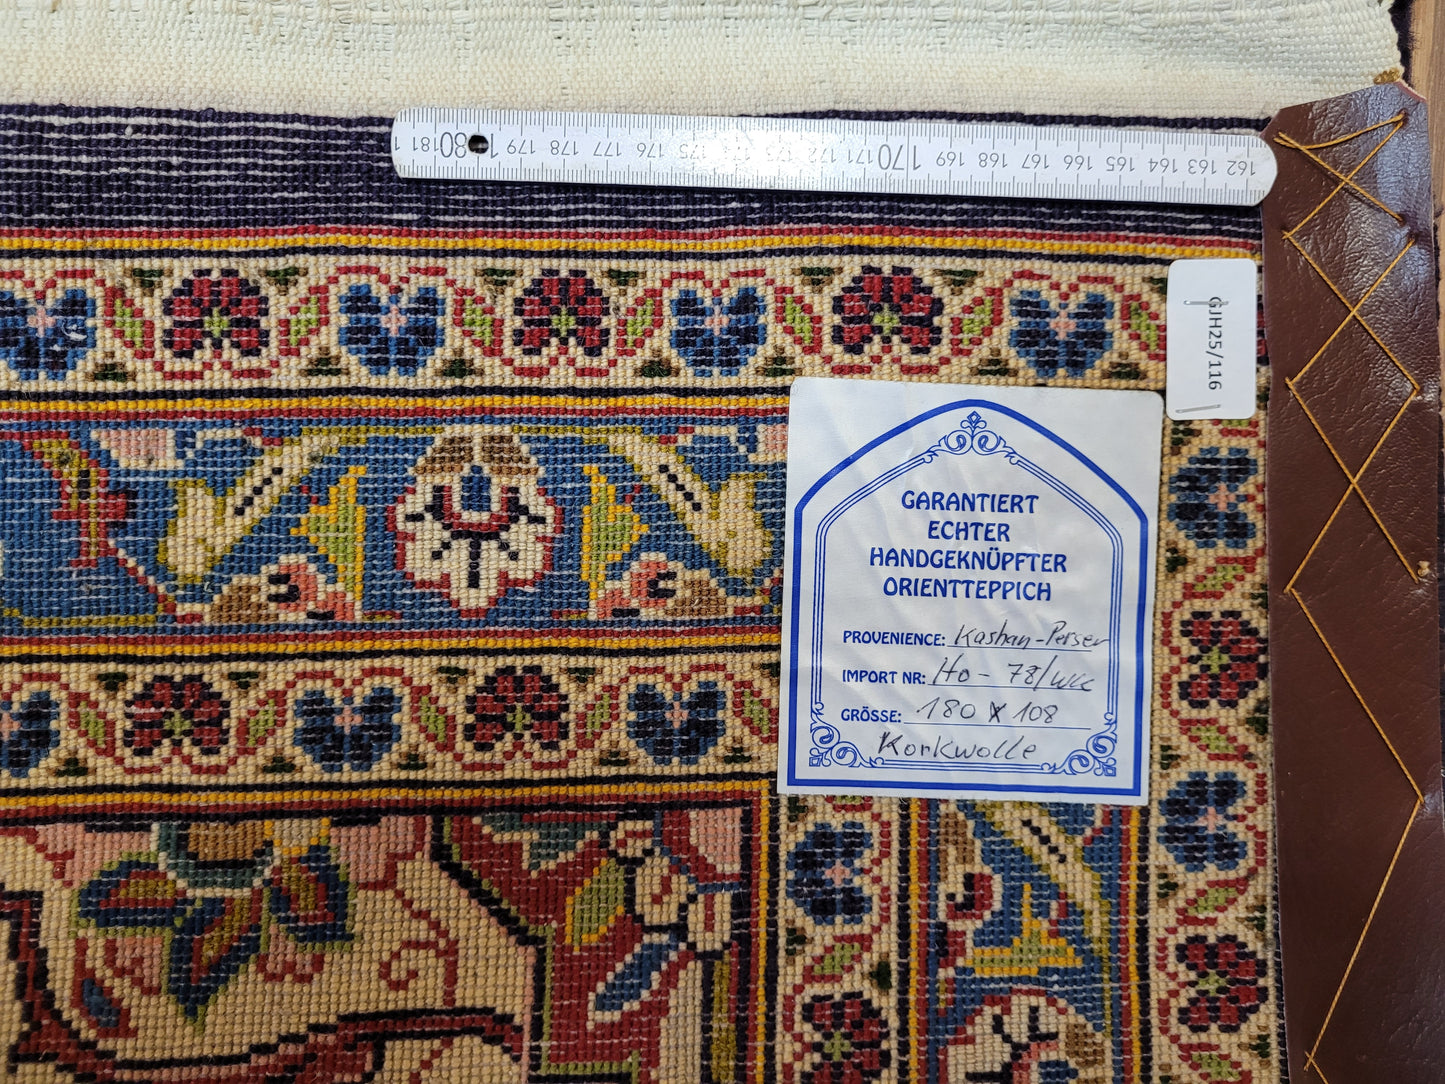 181 180 179 178 177 176 175 174 173 172 171 170 169 168 167 166 165 164 163 162
GJH25/116
GARANTIERT
ECHTER
HANDGEKNÜPFTER
ORIENTTEPPICH
PROVENIENCE: Kashan-Perser
IMPORT NR: Ho - 78/
GRÖSSE: 180 x 108
Korkwolle